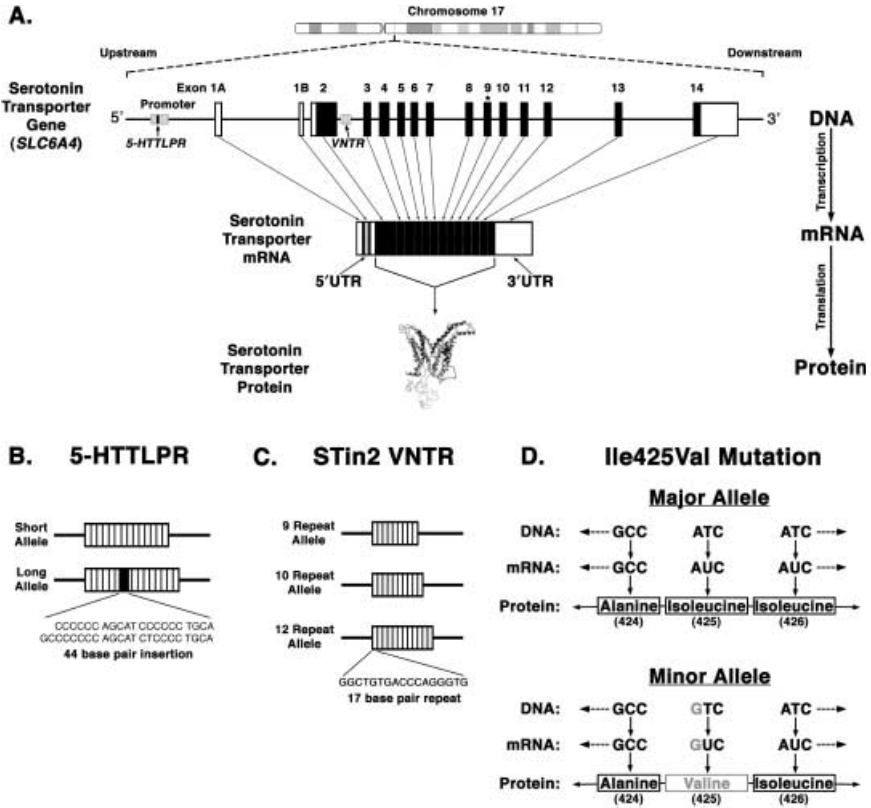 A.
Chromosome 17
Upstream
Downstream
Serotonin
Transporter
Gene
(SLC6A4)
5′
Promoter
5-HTTLPR
Exon 1A
1B
2
VNTR
3
4
5
6
7
8
9
*
10
11
12
13
14
3′
DNA
Transcription
mRNA
Translation
Protein
Serotonin
Transporter
mRNA
5′UTR
3′UTR
Serotonin
Transporter
Protein
B. 5-HTTLPR
Short
Allele
Long
Allele
CCCCCC AGCAT CCCCCC TGCA
GCCCCCCC AGCAT CTCCCC TGCA
44 base pair insertion
C. STin2 VNTR
9 Repeat
Allele
10 Repeat
Allele
12 Repeat
Allele
GGCTGTGACCCAGGGTG
17 base pair repeat
D. Ile425Val Mutation
Major Allele
DNA: GCC ATC ATC
mRNA: GCC AUC AUC
Protein: Alanine Isoleucine Isoleucine
(424) (425) (426)
Minor Allele
DNA: GCC GTC ATC
mRNA: GCC GUC AUC
Protein: Alanine Valine Isoleucine
(424) (425) (426)